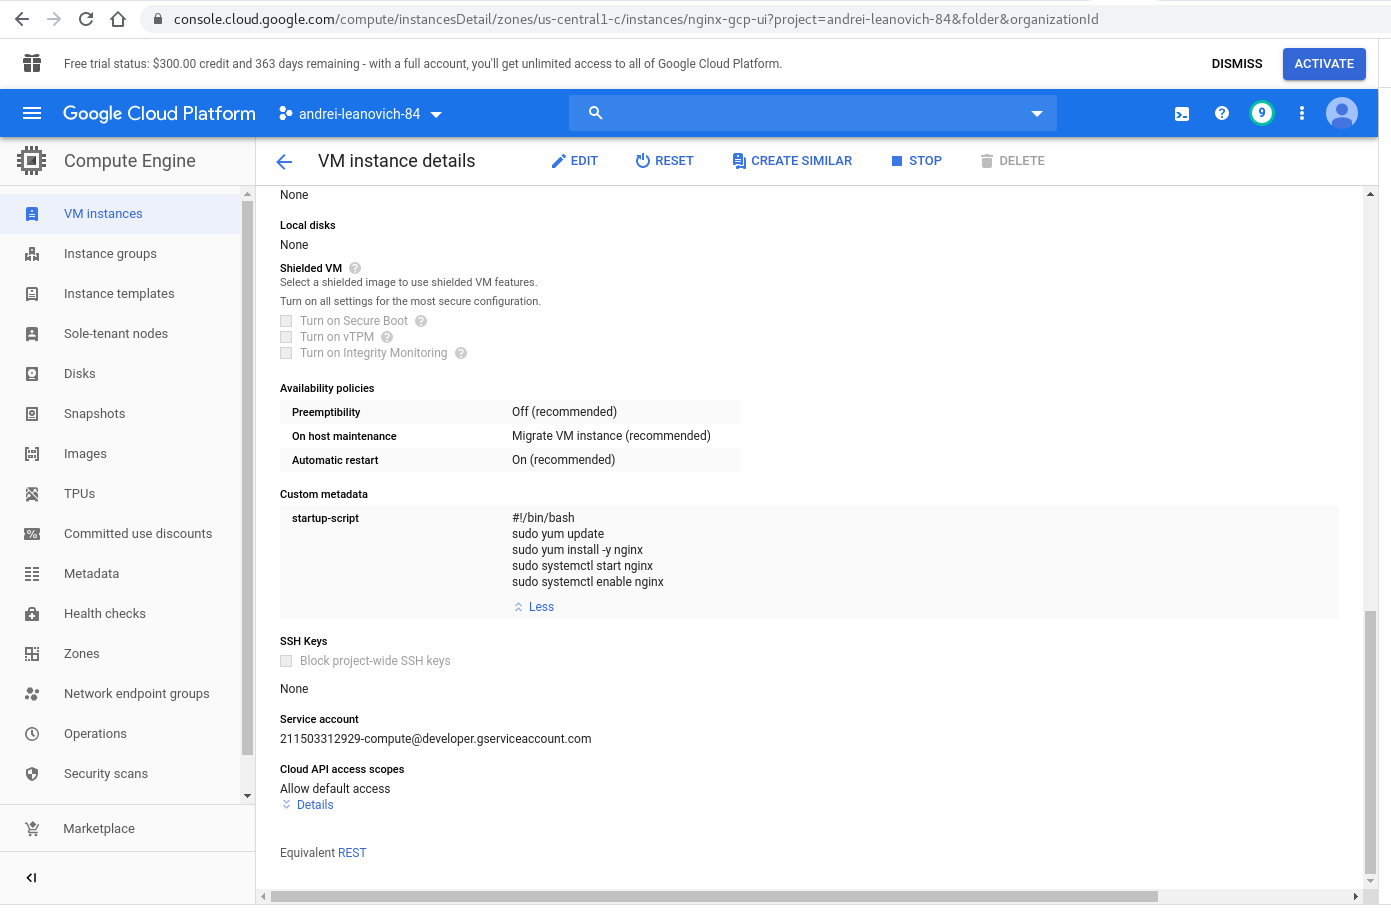 console.cloud.google.com/compute/instancesDetail/zones/us-central1-c/instances/nginx-gcp-ui?project=andrei-leanovich-84&folder&organizationId
Free trial status: $300.00 credit and 363 days remaining - with a full account, you'll get unlimited access to all of Google Cloud Platform.
DISMISS
ACTIVATE
Google Cloud Platform
andrei-leanovich-84
9
Compute Engine
VM instance details
EDIT
RESET
CREATE SIMILAR
STOP
DELETE
VM instances
Instance groups
Instance templates
Sole-tenant nodes
Disks
Snapshots
Images
TPUs
Committed use discounts
Metadata
Health checks
Zones
Network endpoint groups
Operations
Security scans
Marketplace
None
Local disks
None
Shielded VM
Select a shielded image to use shielded VM features.
Turn on all settings for the most secure configuration.
Turn on Secure Boot
Turn on vTPM
Turn on Integrity Monitoring
Availability policies
Preemptibility Off (recommended)
On host maintenance Migrate VM instance (recommended)
Automatic restart On (recommended)
Custom metadata
startup-script #!/bin/bash
sudo yum update
sudo yum install -y nginx
sudo systemctl start nginx
sudo systemctl enable nginx
Less
SSH Keys
Block project-wide SSH keys
None
Service account
211503312929-compute@developer.gserviceaccount.com
Cloud API access scopes
Allow default access
Details
Equivalent REST